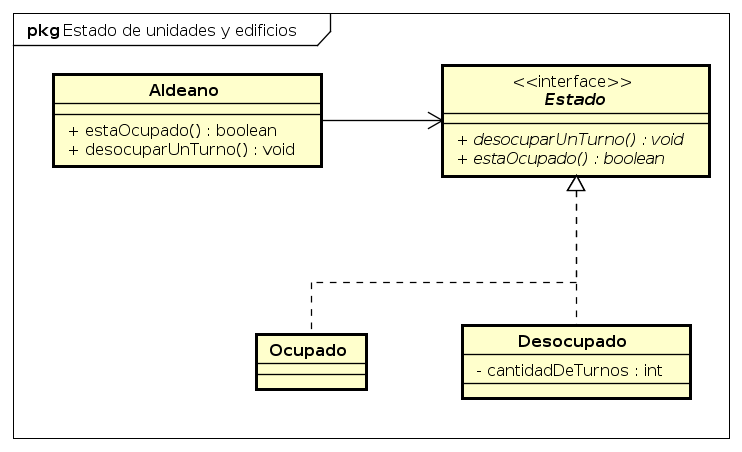 pkg Estado de unidades y edificios
Aldeano
+ estaOcupado() : boolean
+ desocuparUnTurno() : void
<<interface>>
Estado
+ desocuparUnTurno() : void
+ estaOcupado() : boolean
Ocupado
Desocupado
- cantidadDeTurnos : int